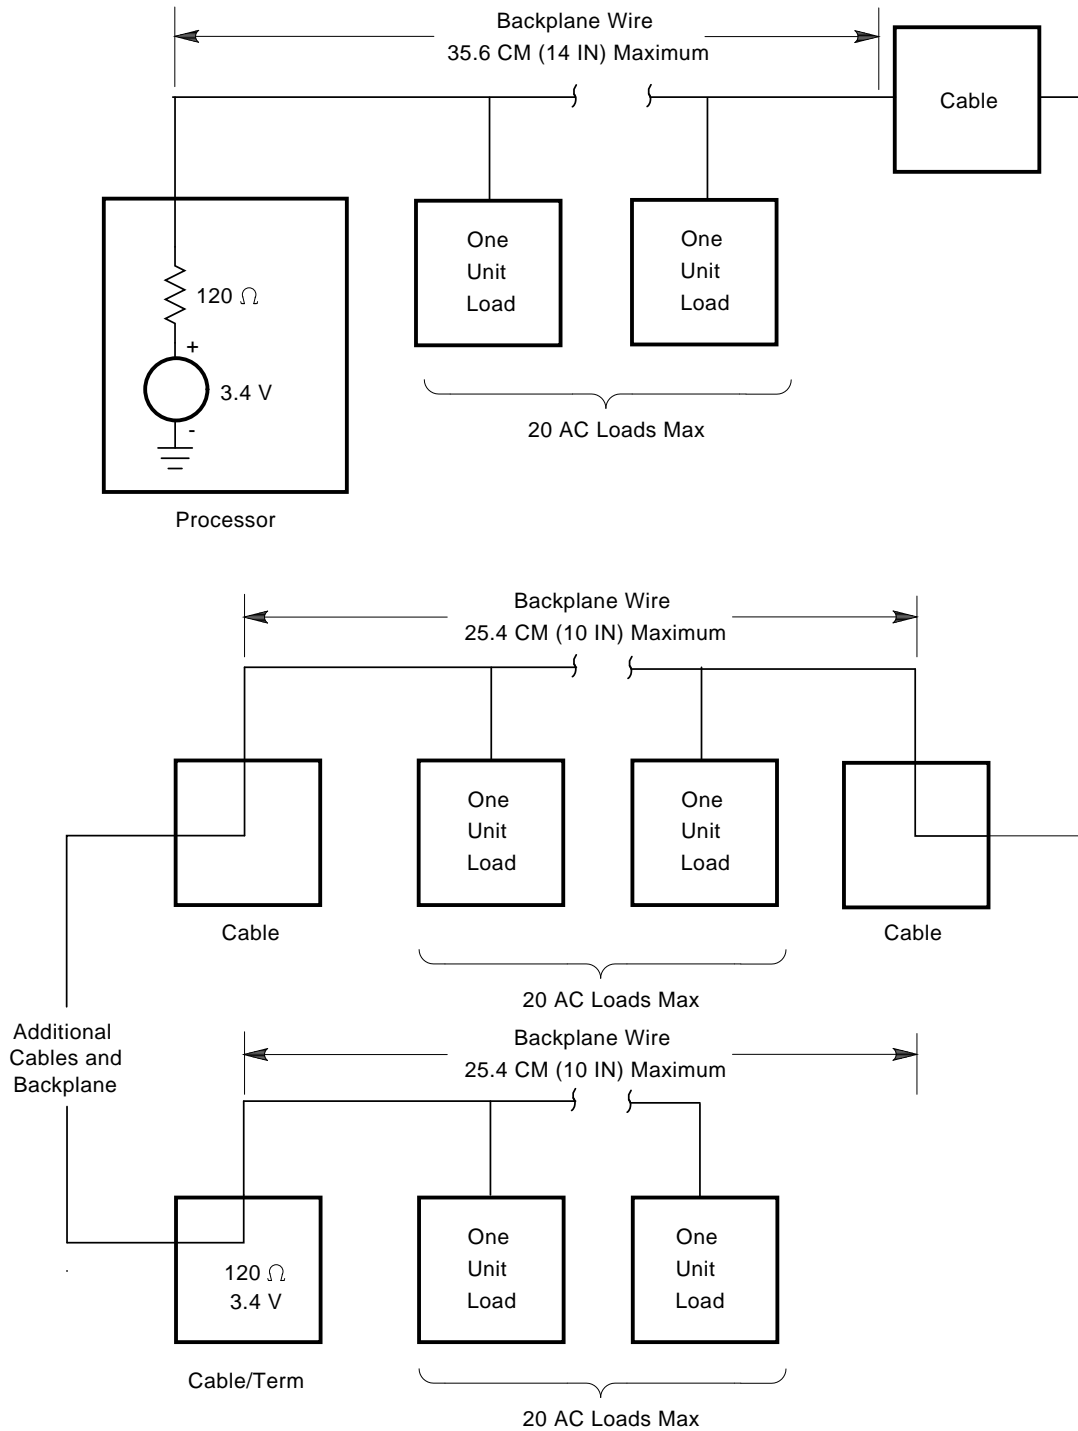 Backplane Wire
35.6 CM (14 IN) Maximum
Cable
One
Unit
Load
One
Unit
Load
120 Ω
+
3.4 V
-
20 AC Loads Max
Processor
Backplane Wire
25.4 CM (10 IN) Maximum
One
Unit
Load
One
Unit
Load
Cable
Cable
20 AC Loads Max
Additional
Cables and
Backplane
Backplane Wire
25.4 CM (10 IN) Maximum
120 Ω
3.4 V
One
Unit
Load
One
Unit
Load
Cable/Term
20 AC Loads Max